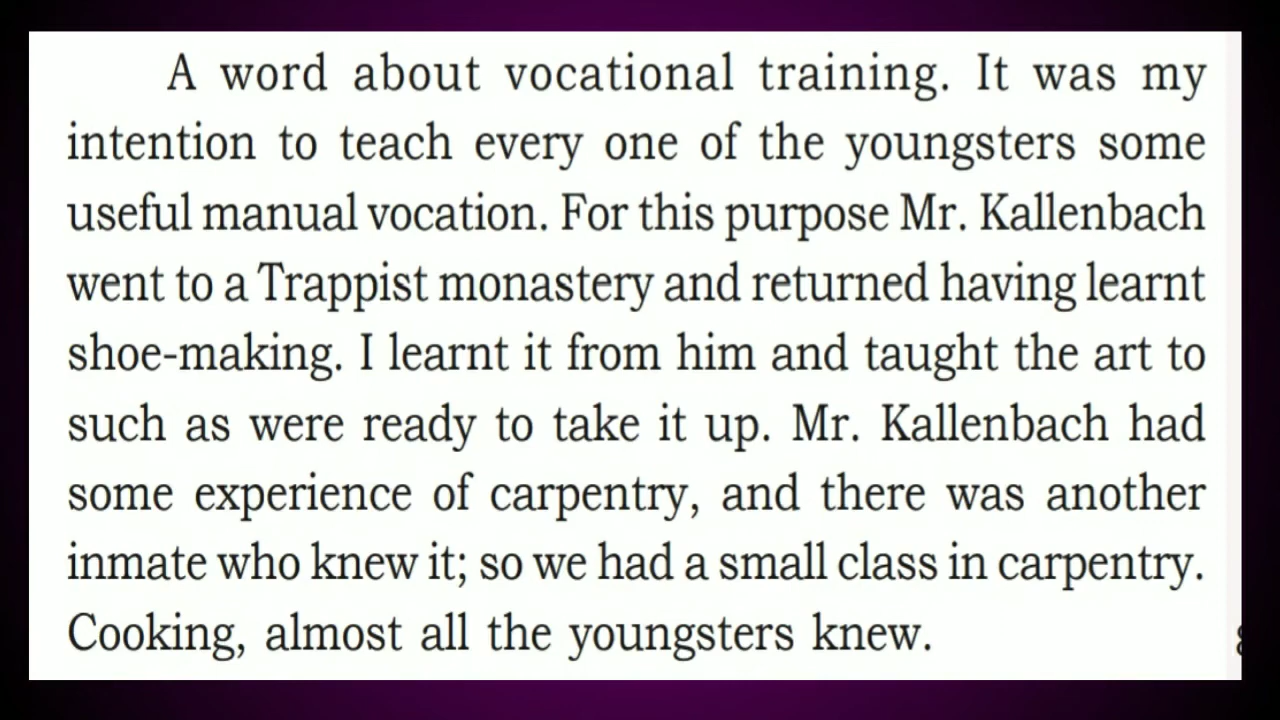 A word about vocational training. It was my
intention to teach every one of the youngsters some
useful manual vocation. For this purpose Mr. Kallenbach
went to a Trappist monastery and returned having learnt
shoe-making. I learnt it from him and taught the art to
such as were ready to take it up. Mr. Kallenbach had
some experience of carpentry, and there was another
inmate who knew it; so we had a small class in carpentry.
Cooking, almost all the youngsters knew.